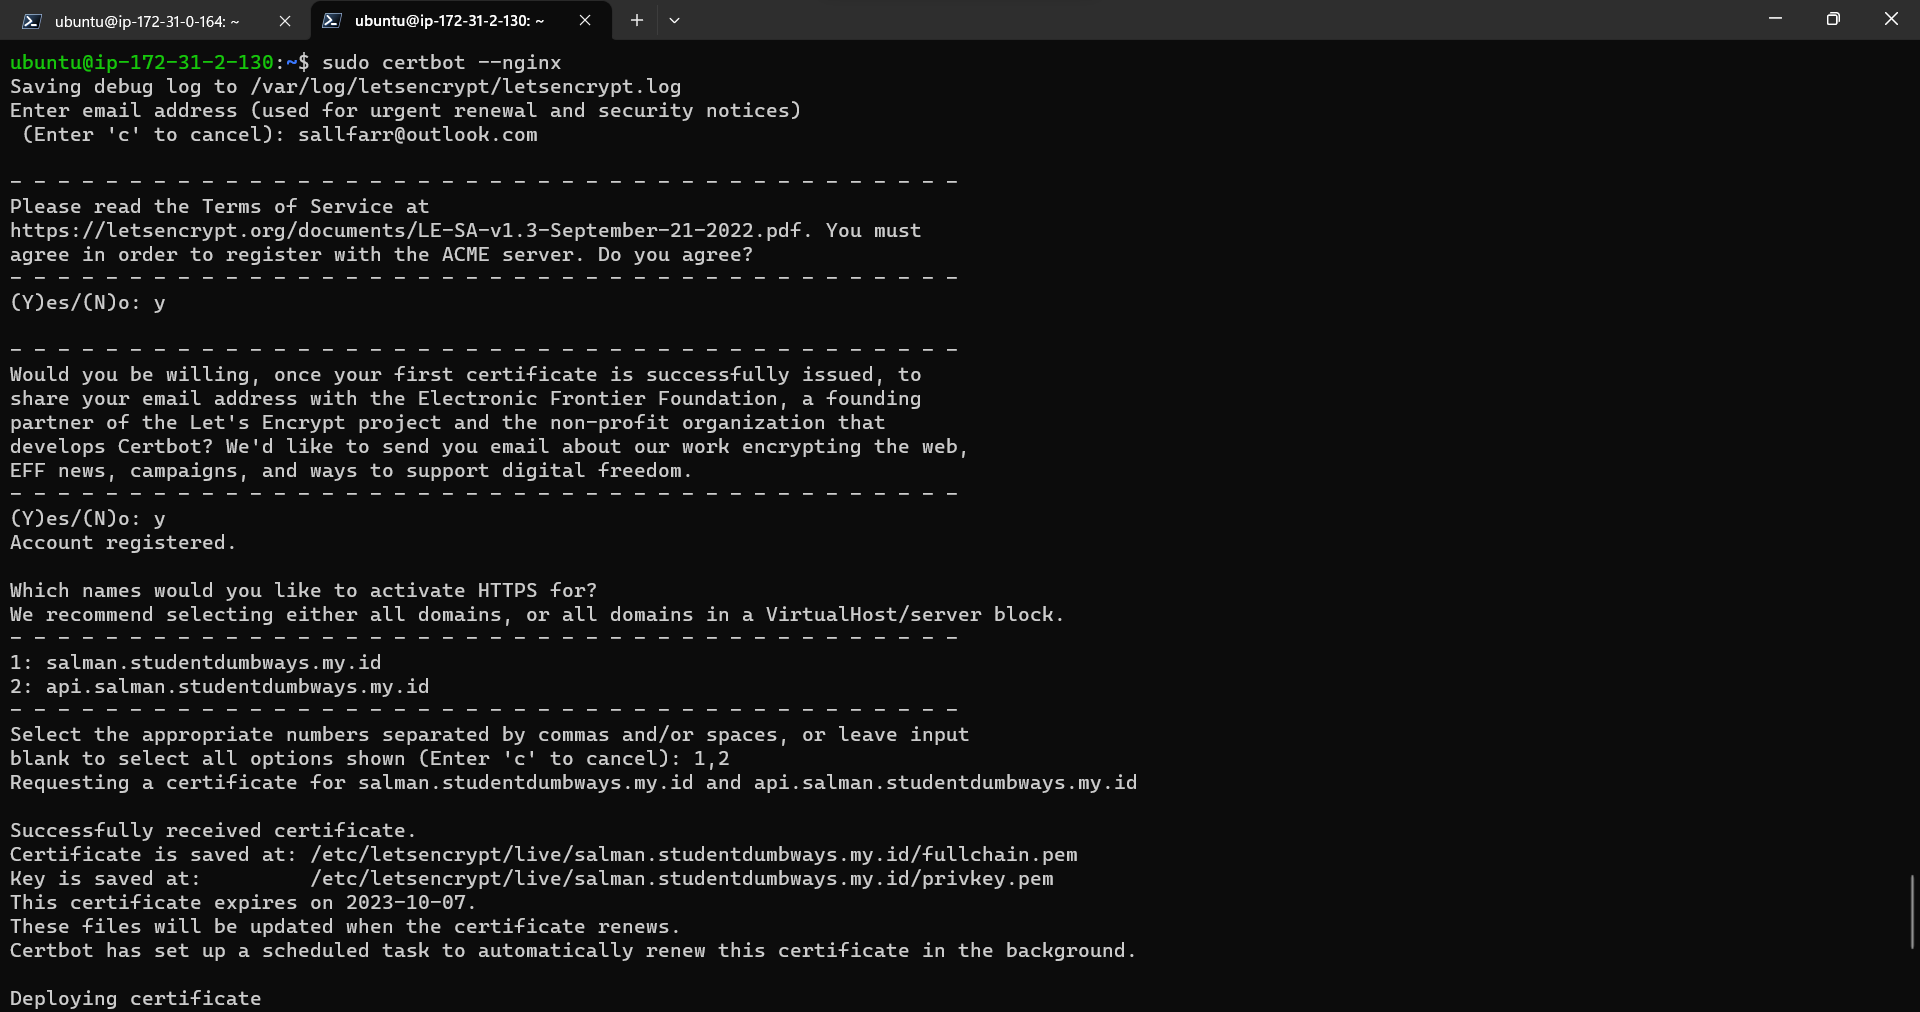 ubuntu@ip-172-31-0-164: ~
ubuntu@ip-172-31-2-130: ~
ubuntu@ip-172-31-2-130:~$ sudo certbot --nginx
Saving debug log to /var/log/letsencrypt/letsencrypt.log
Enter email address (used for urgent renewal and security notices)
 (Enter 'c' to cancel): sallfarr@outlook.com
- - - - - - - - - - - - - - - - - - - - - - - - - - - - - - - - - - - - - - - -
Please read the Terms of Service at
https://letsencrypt.org/documents/LE-SA-v1.3-September-21-2022.pdf. You must
agree in order to register with the ACME server. Do you agree?
- - - - - - - - - - - - - - - - - - - - - - - - - - - - - - - - - - - - - - - -
(Y)es/(N)o: y
- - - - - - - - - - - - - - - - - - - - - - - - - - - - - - - - - - - - - - - -
Would you be willing, once your first certificate is successfully issued, to
share your email address with the Electronic Frontier Foundation, a founding
partner of the Let's Encrypt project and the non-profit organization that
develops Certbot? We'd like to send you email about our work encrypting the web,
EFF news, campaigns, and ways to support digital freedom.
- - - - - - - - - - - - - - - - - - - - - - - - - - - - - - - - - - - - - - - -
(Y)es/(N)o: y
Account registered.
Which names would you like to activate HTTPS for?
We recommend selecting either all domains, or all domains in a VirtualHost/server block.
- - - - - - - - - - - - - - - - - - - - - - - - - - - - - - - - - - - - - - - -
1: salman.studentdumbways.my.id
2: api.salman.studentdumbways.my.id
- - - - - - - - - - - - - - - - - - - - - - - - - - - - - - - - - - - - - - - -
Select the appropriate numbers separated by commas and/or spaces, or leave input
blank to select all options shown (Enter 'c' to cancel): 1,2
Requesting a certificate for salman.studentdumbways.my.id and api.salman.studentdumbways.my.id
Successfully received certificate.
Certificate is saved at: /etc/letsencrypt/live/salman.studentdumbways.my.id/fullchain.pem
Key is saved at:         /etc/letsencrypt/live/salman.studentdumbways.my.id/privkey.pem
This certificate expires on 2023-10-07.
These files will be updated when the certificate renews.
Certbot has set up a scheduled task to automatically renew this certificate in the background.
Deploying certificate